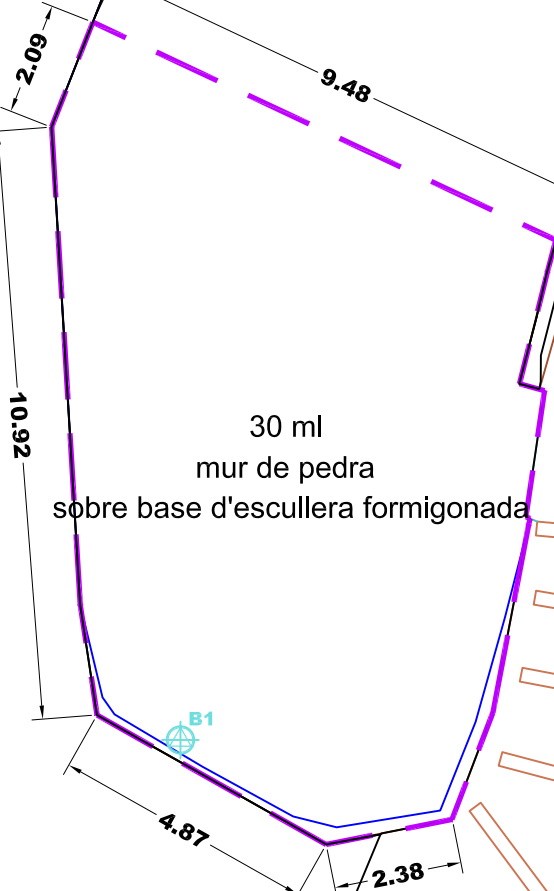 2.09
9.48
10.92
30 ml
mur de pedra
sobre base d'escullera formigonada
B1
4.87
2.38